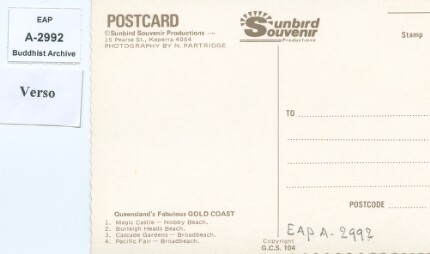 EAP
A-2992
Buddhist Archive
Verso
POSTCARD
©Sunbird Souvenir Productions
15 Pearse St., Keperra 4054
PHOTOGRAPHY BY N. PARTRIDGE
Sunbird
Souvenir
Productions
Stamp
TO
POSTCODE
Queensland's Fabulous GOLD COAST
1. Magic Castle — Nobby Beach.
2. Burleigh Heads Beach.
3. Cascade Gardens — Broadbeach.
4. Pacific Fair — Broadbeach.
Copyright
G.C.S. 104
EAP A-2992